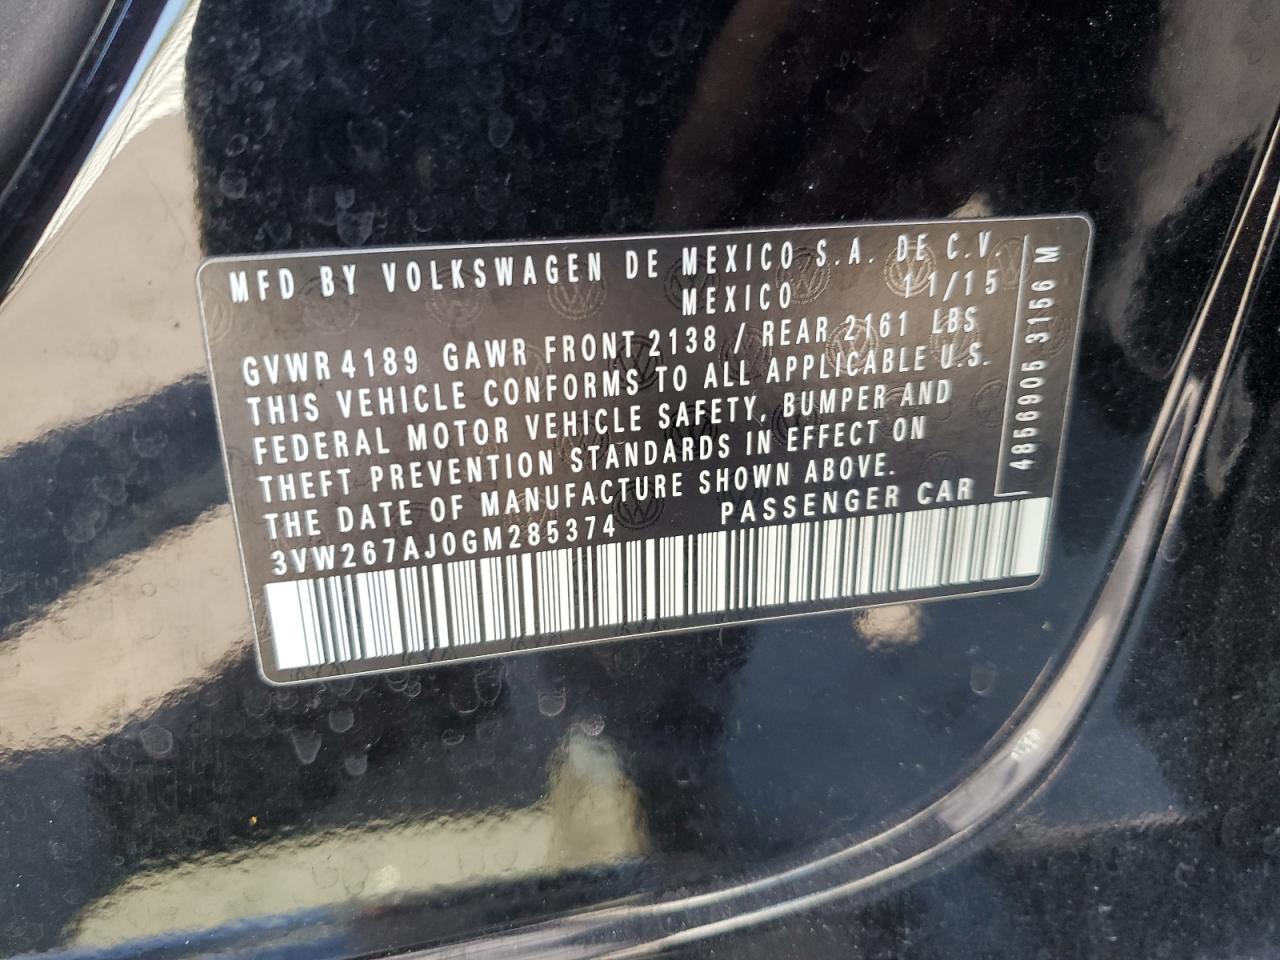 MFD BY VOLKSWAGEN DE MEXICO S.A. DE C.V.
MEXICO 11/15
GVWR 4189 GAWR FRONT 2138 / REAR 2161 LBS
THIS VEHICLE CONFORMS TO ALL APPLICABLE U.S.
FEDERAL MOTOR VEHICLE SAFETY, BUMPER AND
THEFT PREVENTION STANDARDS IN EFFECT ON
THE DATE OF MANUFACTURE SHOWN ABOVE.
3VW267AJ0GM285374 PASSENGER CAR
4856905 3156 M